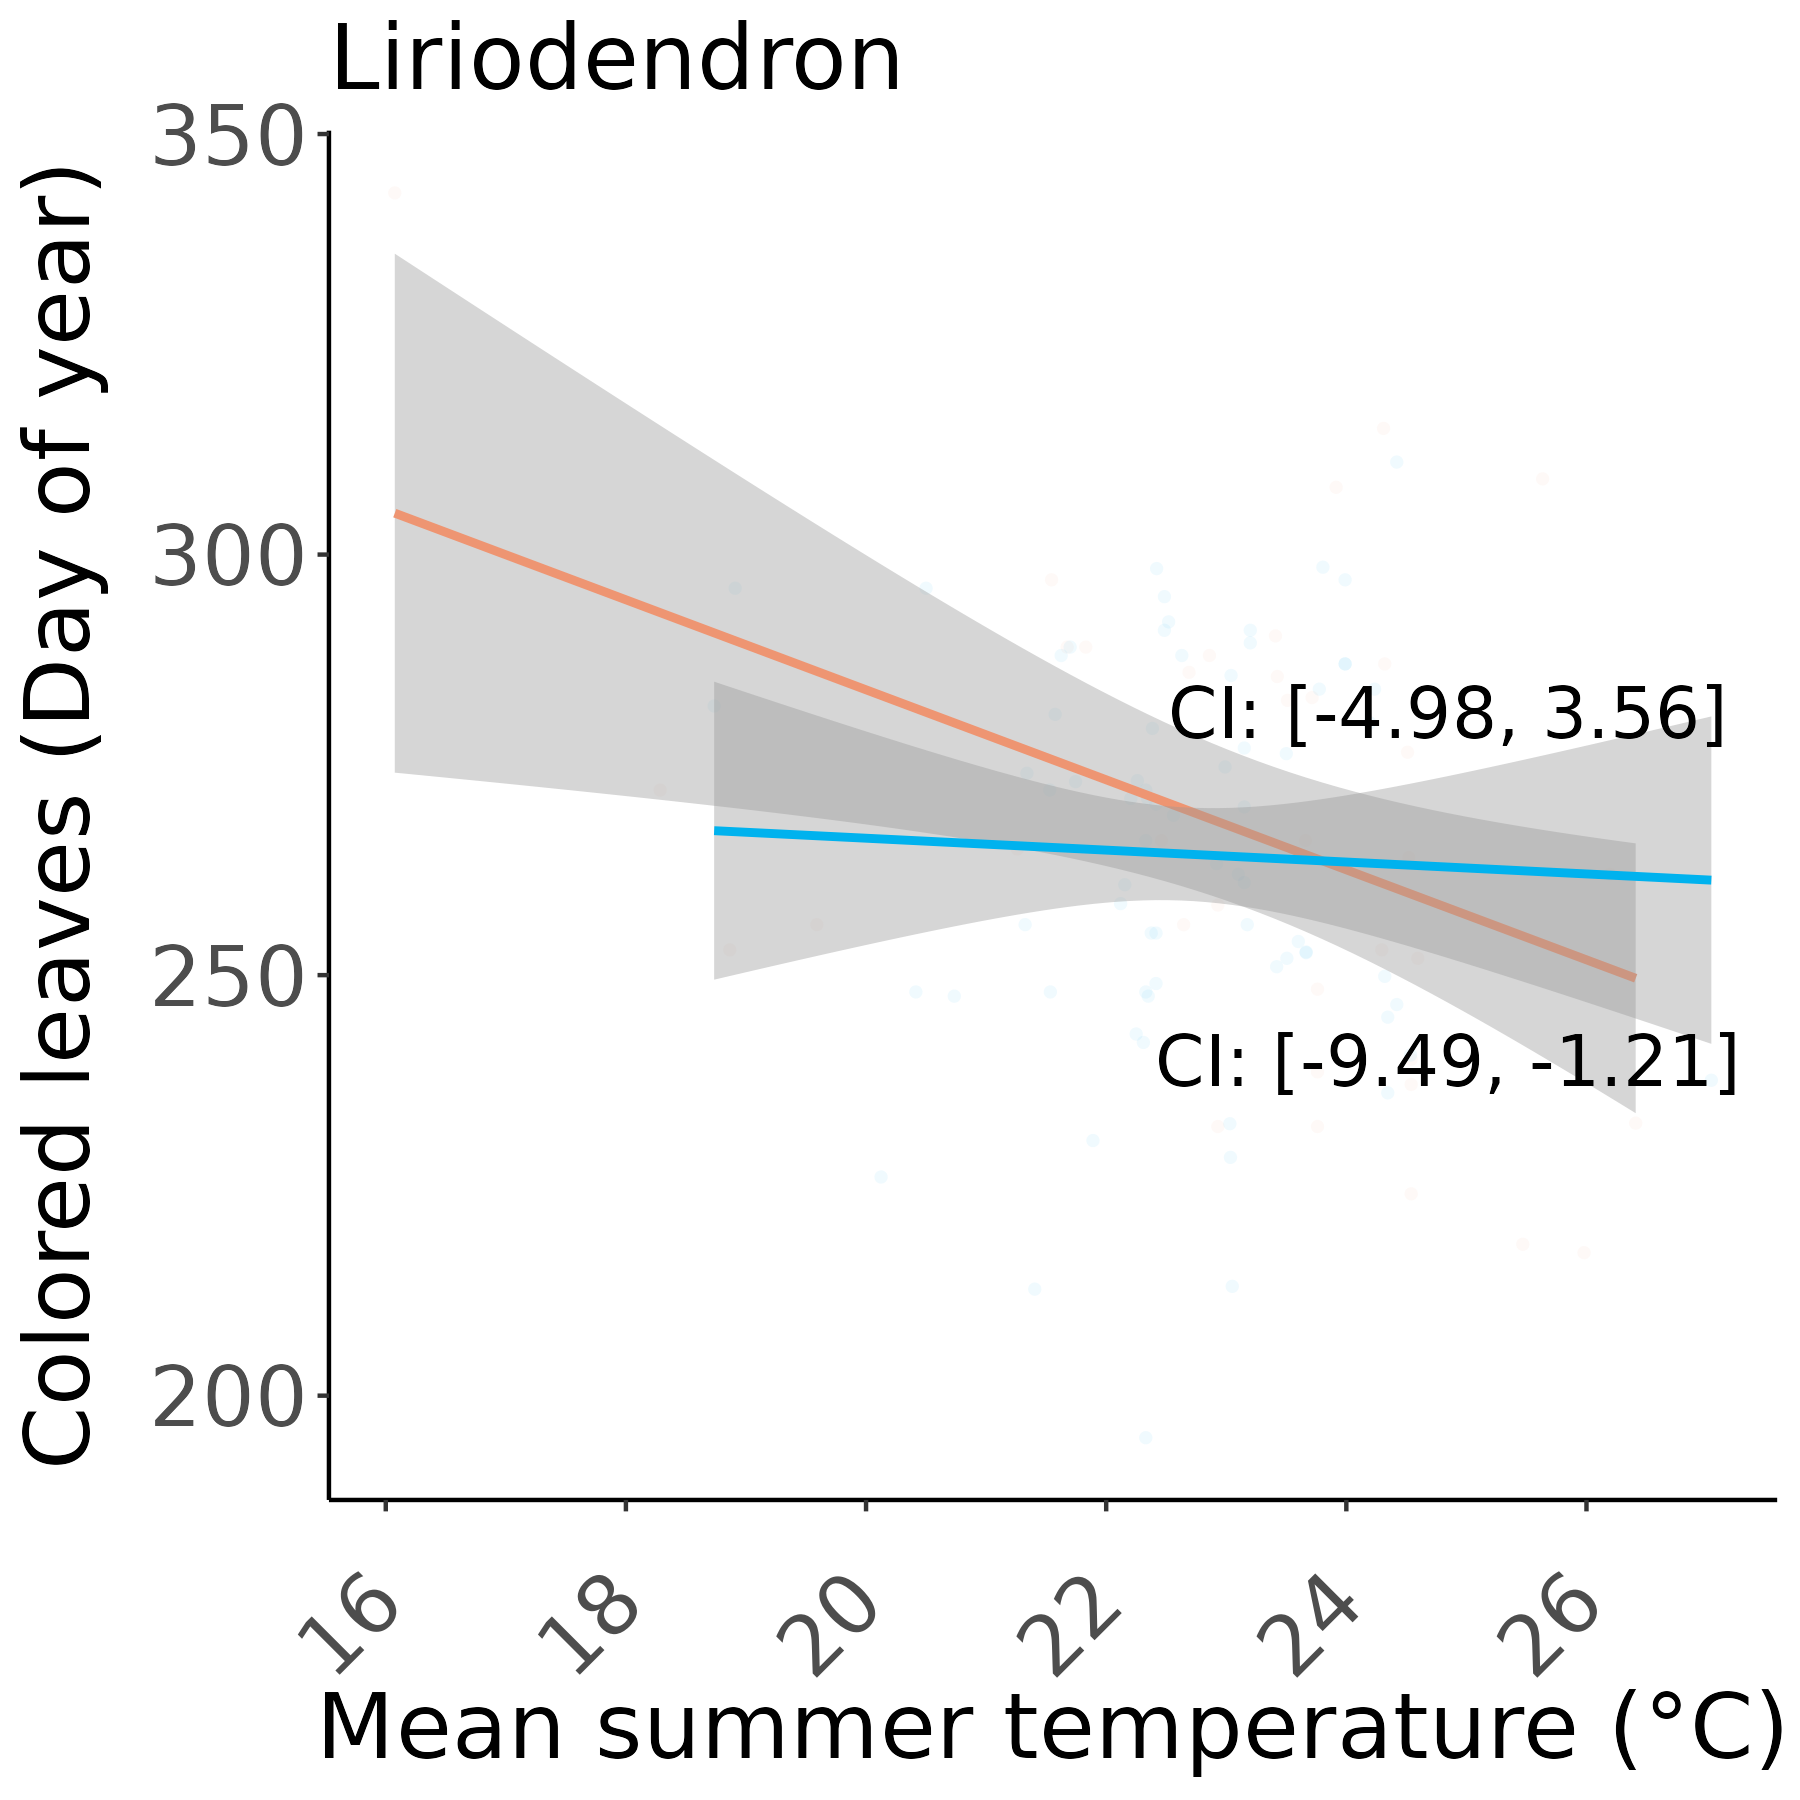 Liriodendron
Colored leaves (Day of year)
350
300
250
200
CI: [-4.98, 3.56]
CI: [-9.49, -1.21]
16
18
20
22
24
26
Mean summer temperature (°C)